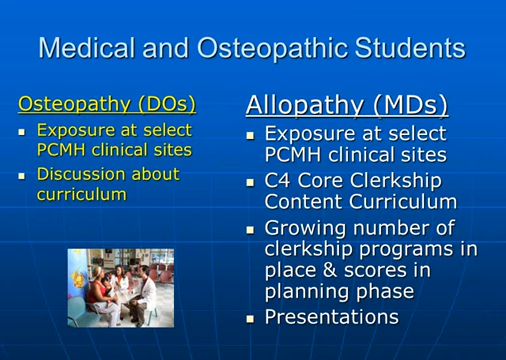 Medical and Osteopathic Students
Osteopathy (DOs)
Exposure at select
PCMH clinical sites
Discussion about
curriculum
Allopathy (MDs)
Exposure at select
PCMH clinical sites
C4 Core Clerkship
Content Curriculum
Growing number of
clerkship programs in
place & scores in
planning phase
Presentations